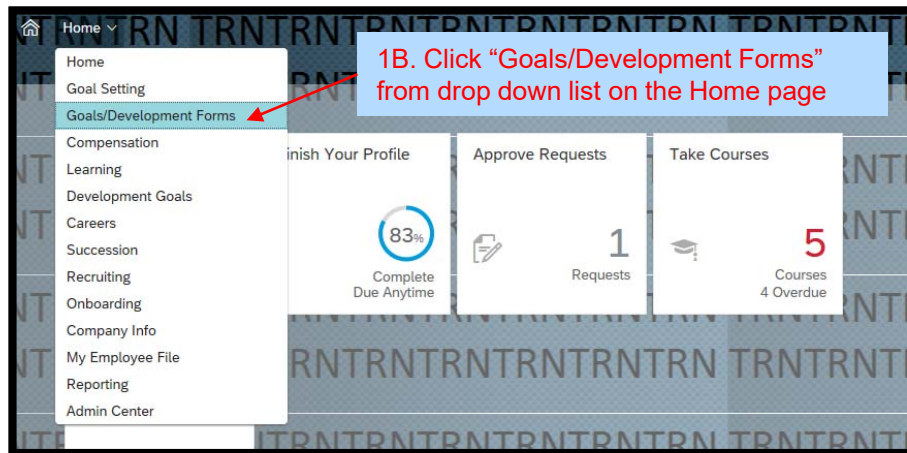 Home
1B. Click “Goals/Development Forms”
from drop down list on the Home page
Home
Goal Setting
Goals/Development Forms
Compensation
Learning
Development Goals
Careers
Succession
Recruiting
Onboarding
Company Info
My Employee File
Reporting
Admin Center
inish Your Profile
83%
Complete
Due Anytime
Approve Requests
1
Requests
Take Courses
5
Courses
4 Overdue
RNTRNTRNTRNTRNTRN TRNTRNT